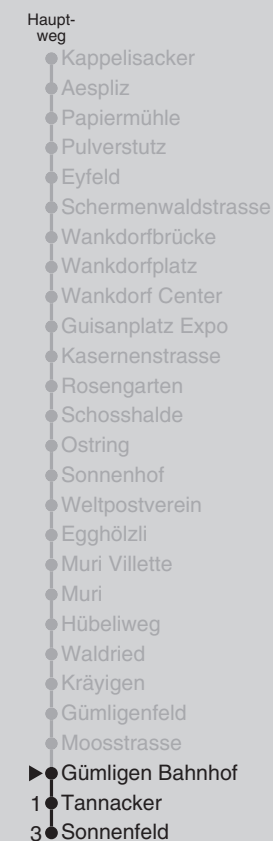 Haupt-
weg
Kappelisacker
Aespliz
Papiermühle
Pulverstutz
Eyfeld
Schermenwaldstrasse
Wankdorfbrücke
Wankdorfplatz
Wankdorf Center
Guisanplatz Expo
Kasernenstrasse
Rosengarten
Schosshalde
Ostring
Sonnenhof
Weltpostverein
Egghölzli
Muri Villette
Muri
Hübeliweg
Waldried
Kräyigen
Gümligenfeld
Moosstrasse
Gümligen Bahnhof
1 Tannacker
3 Sonnenfeld